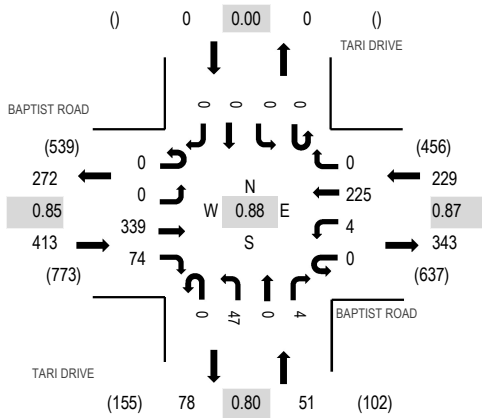 () 0 0.00 0 ()
TARI DRIVE
0 0 0 0
BAPTIST ROAD
(539) 0 0 (456)
272 0 N 225 229
0.85 W 0.88 E 0.87
413 339 S 4 343
(773) 74 0 (637)
0 47 0 4
BAPTIST ROAD
TARI DRIVE
(155) 78 0.80 51 (102)